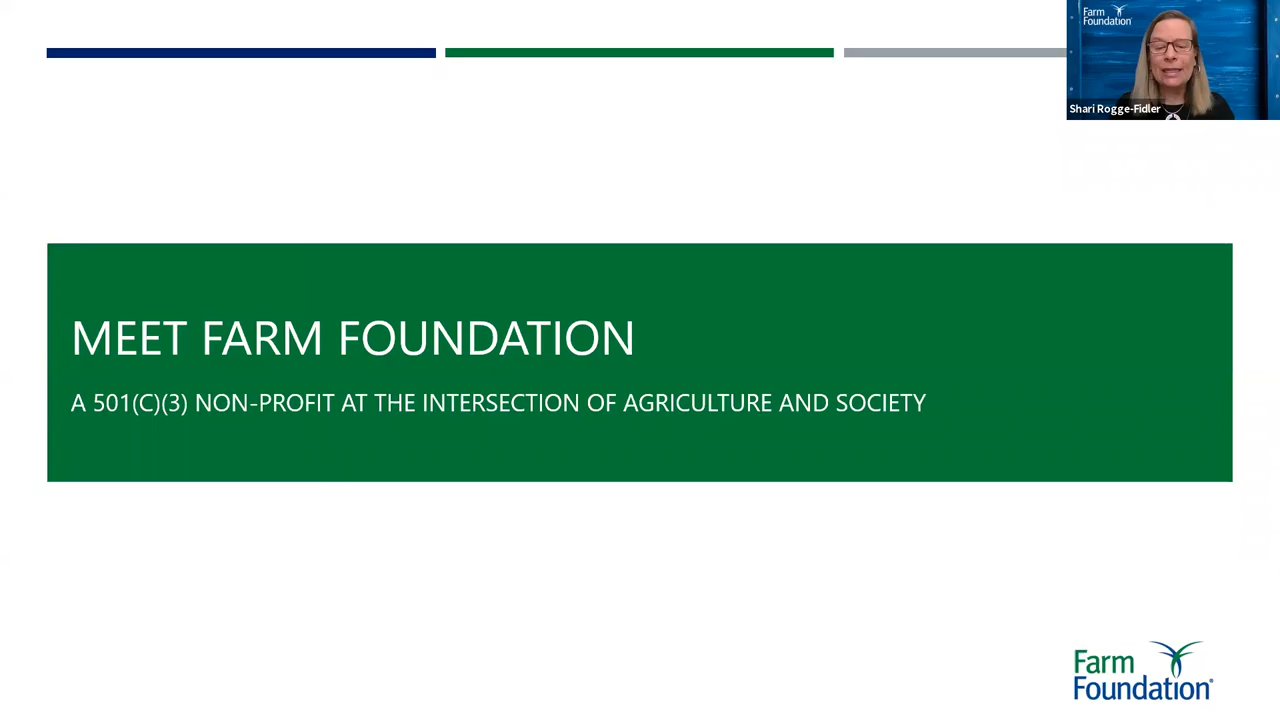 Farm
Foundation
Shari Rogge-Fidler
MEET FARM FOUNDATION
A 501(C)(3) NON-PROFIT AT THE INTERSECTION OF AGRICULTURE AND SOCIETY
Farm
Foundation®